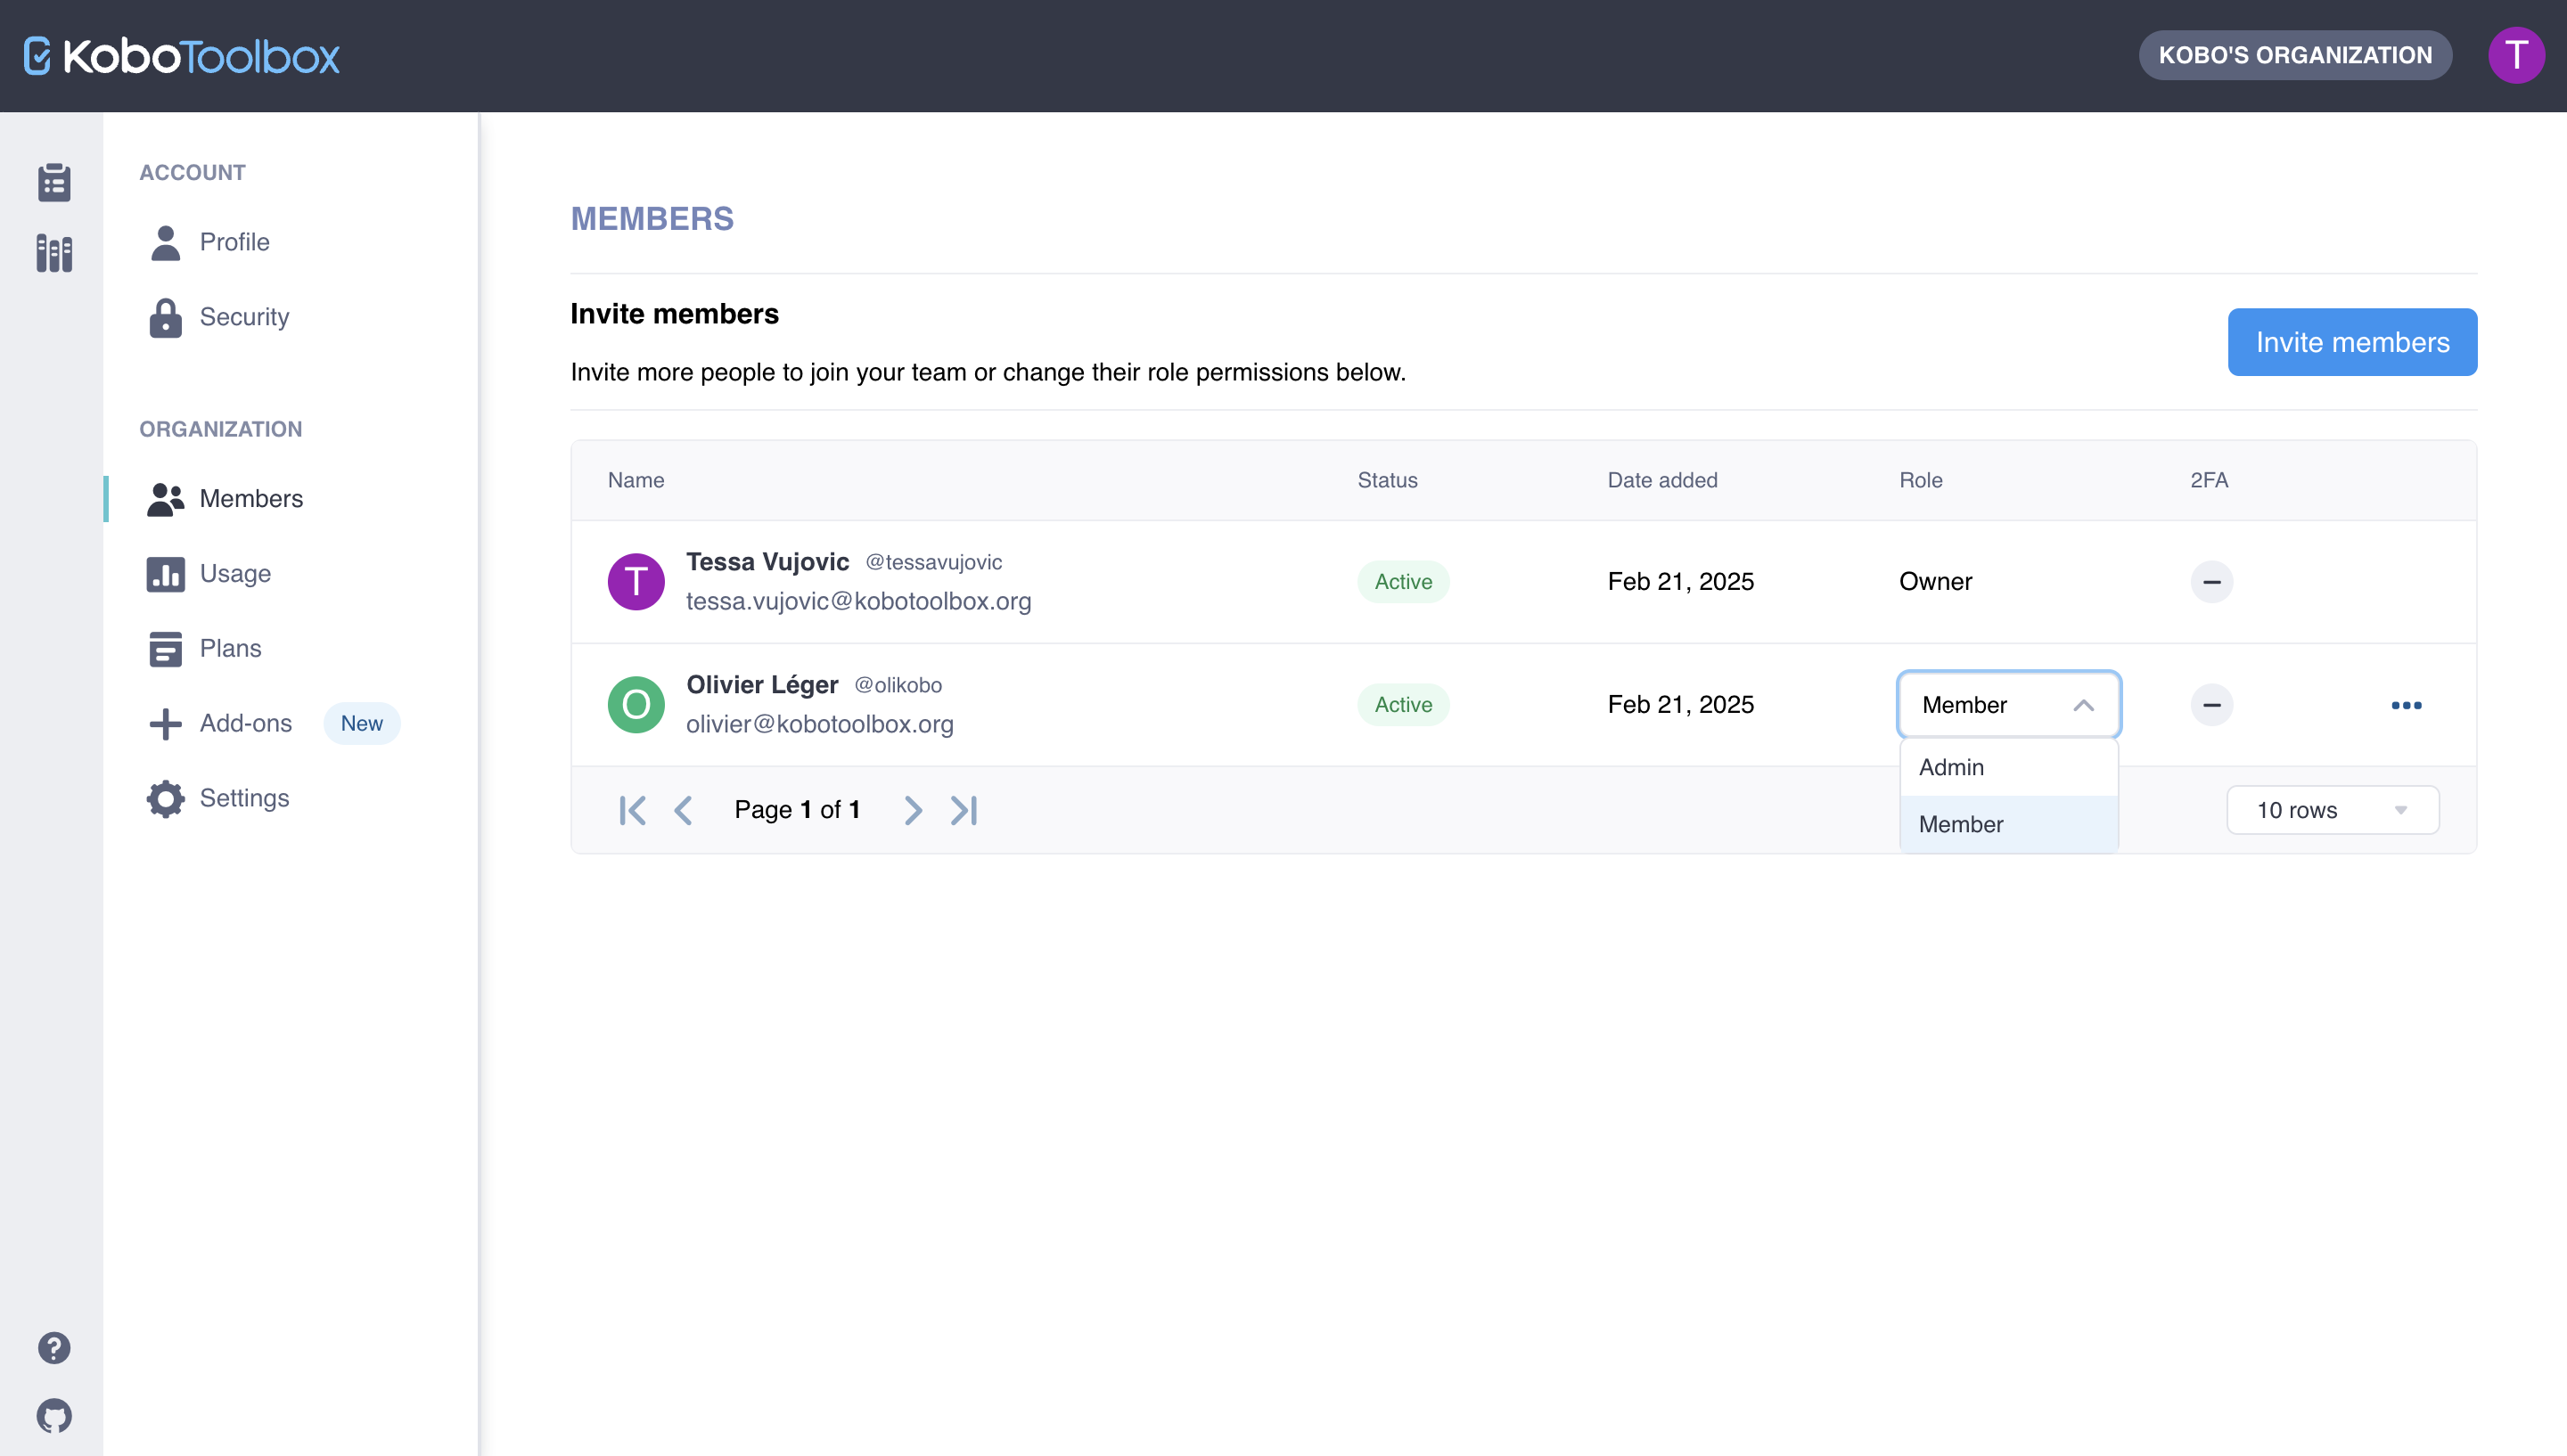 KoboToolbox
KOBO'S ORGANIZATION
T
ACCOUNT
Profile
Security
ORGANIZATION
Members
Usage
Plans
Add-ons New
Settings
MEMBERS
Invite members
Invite more people to join your team or change their role permissions below.
Invite members
Name Status Date added Role 2FA
T
Tessa Vujovic @tessavujovic
tessa.vujovic@kobotoolbox.org
Active Feb 21, 2025 Owner
O
Olivier Léger @olikobo
olivier@kobotoolbox.org
Active Feb 21, 2025 Member
Admin
Member
Page 1 of 1
10 rows